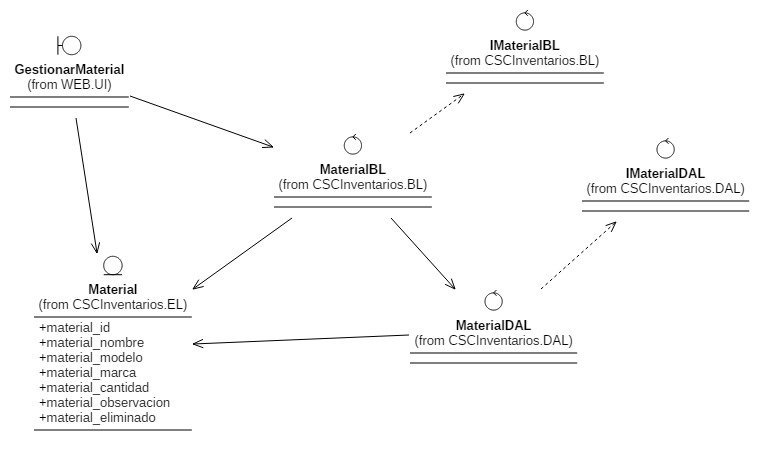 IMaterialBL
(from CSCInventarios.BL)
GestionarMaterial
(from WEB.UI)
MaterialBL
(from CSCInventarios.BL)
IMaterialDAL
(from CSCInventarios.DAL)
Material
(from CSCInventarios.EL)
+material_id
+material_nombre
+material_modelo
+material_marca
+material_cantidad
+material_observacion
+material_eliminado
MaterialDAL
(from CSCInventarios.DAL)